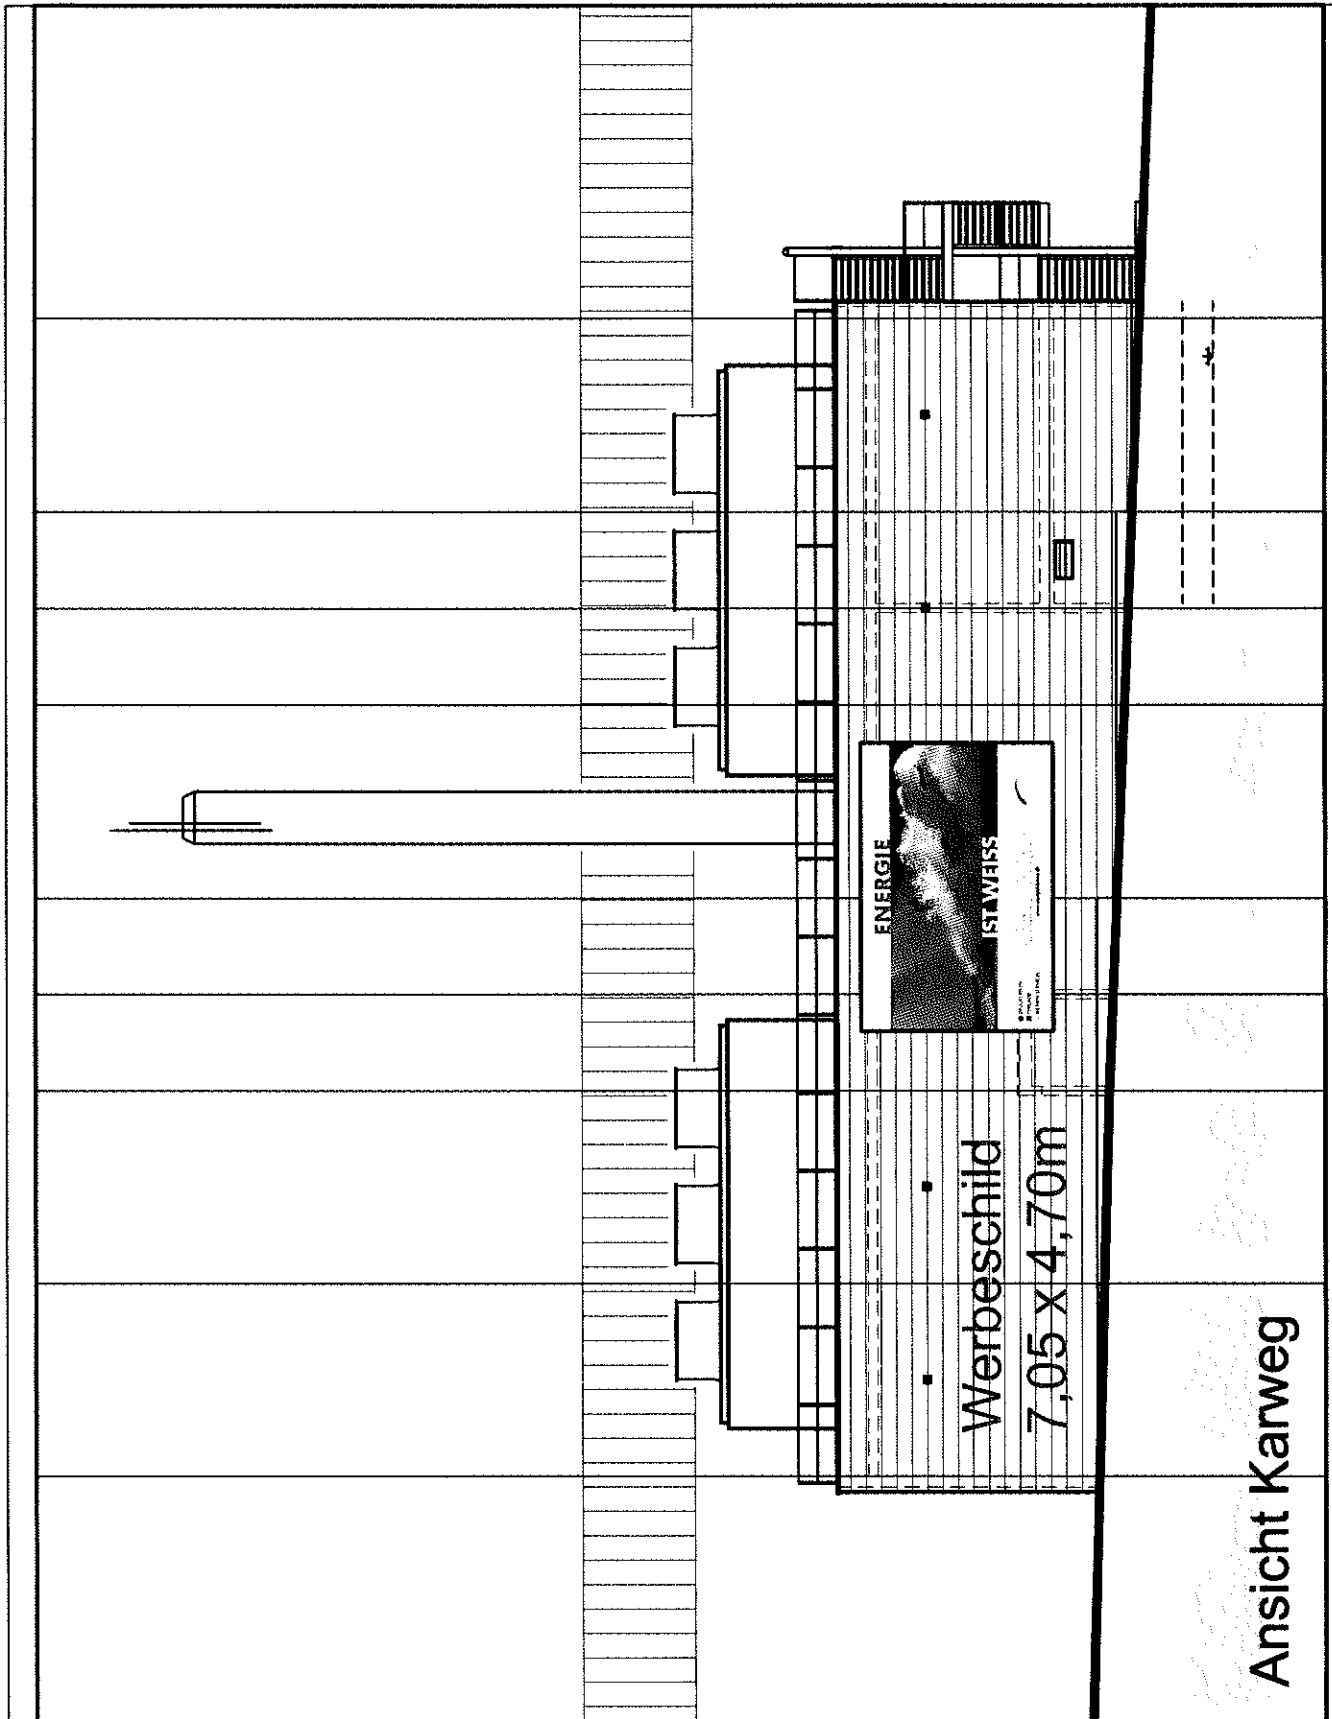 ENERGIE
IST WEISS
Werbeschild
7,05 x 4,70m
Ansicht Karweg